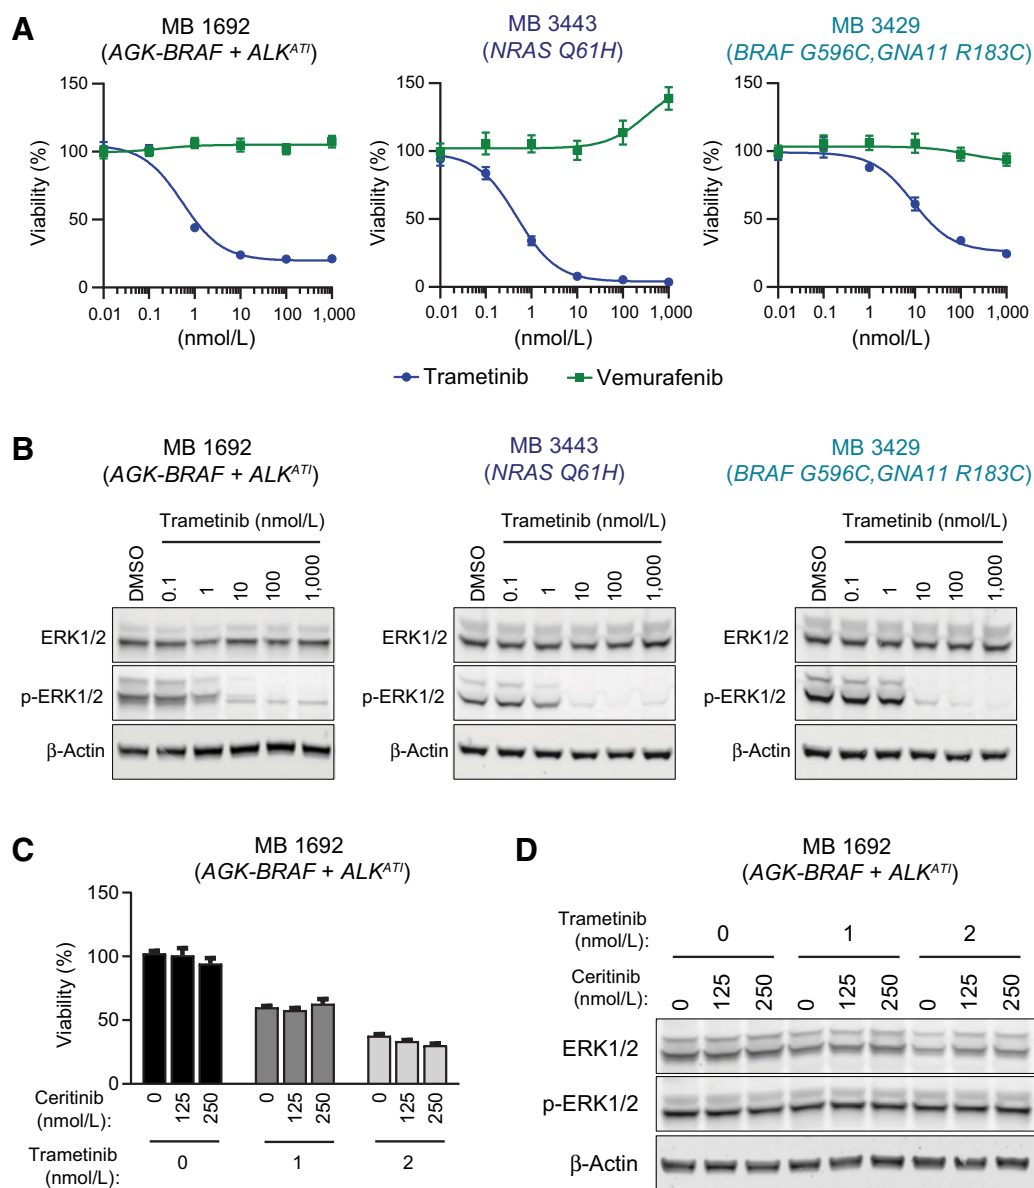 A
MB 1692
(AGK-BRAF + ALK^ATI)
Viability (%)
150
100
50
0
0.01 0.1 1 10 100 1,000
(nmol/L)
MB 3443
(NRAS Q61H)
Viability (%)
150
100
50
0
0.01 0.1 1 10 100 1,000
(nmol/L)
MB 3429
(BRAF G596C,GNA11 R183C)
Viability (%)
150
100
50
0
0.01 0.1 1 10 100 1,000
(nmol/L)
Trametinib Vemurafenib
B
MB 1692
(AGK-BRAF + ALK^ATI)
Trametinib (nmol/L)
DMSO 0.1 1 10 100 1,000
ERK1/2
p-ERK1/2
β-Actin
MB 3443
(NRAS Q61H)
Trametinib (nmol/L)
DMSO 0.1 1 10 100 1,000
ERK1/2
p-ERK1/2
β-Actin
MB 3429
(BRAF G596C,GNA11 R183C)
Trametinib (nmol/L)
DMSO 0.1 1 10 100 1,000
ERK1/2
p-ERK1/2
β-Actin
C
MB 1692
(AGK-BRAF + ALK^ATI)
Viability (%)
150
100
50
0
Ceritinib
(nmol/L):
0 125 250 0 125 250 0 125 250
Trametinib
(nmol/L):
0 1 2
D
MB 1692
(AGK-BRAF + ALK^ATI)
Trametinib
(nmol/L):
0 1 2
Ceritinib
(nmol/L):
0 125 250 0 125 250 0 125 250
ERK1/2
p-ERK1/2
β-Actin